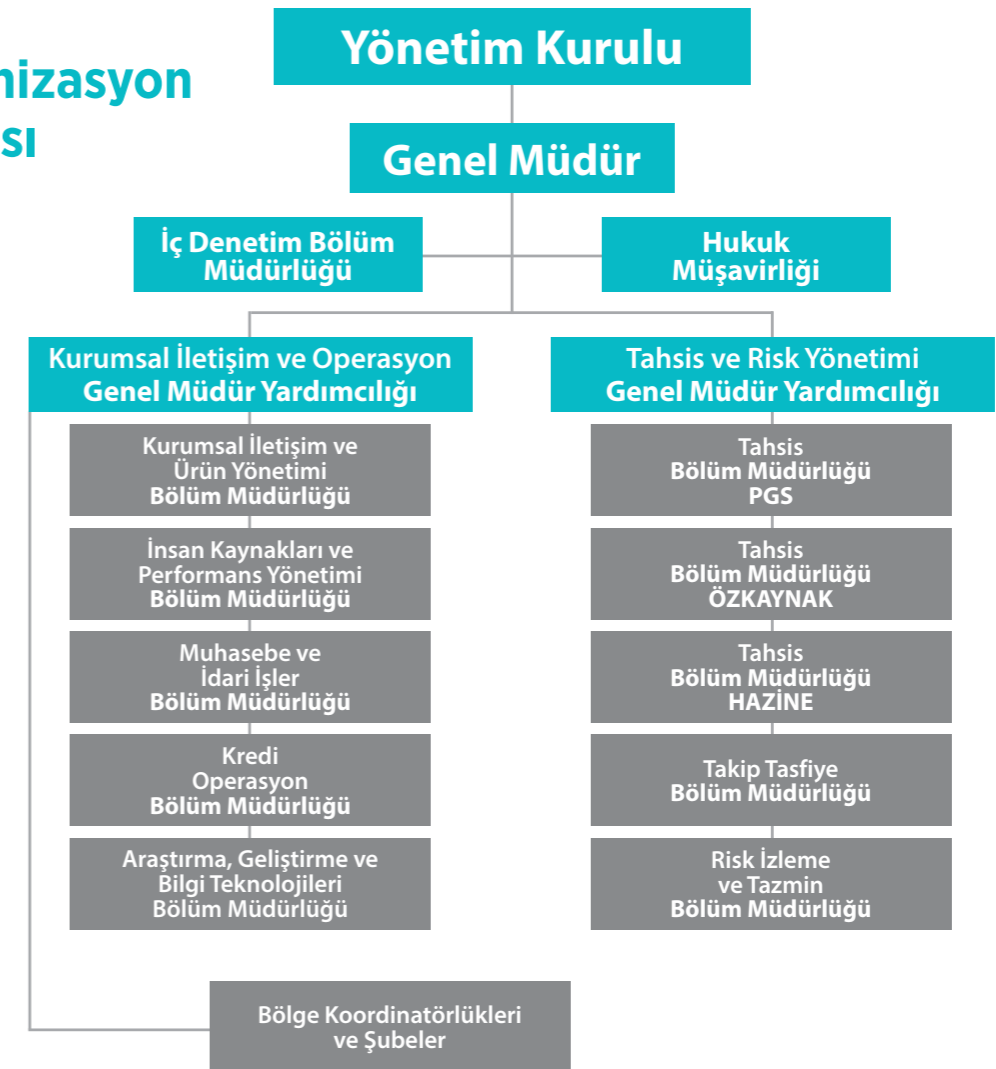 nizasyon
sı
Yönetim Kurulu
Genel Müdür
İç Denetim Bölüm
Müdürlüğü
Hukuk
Müşavirliği
Kurumsal İletişim ve Operasyon
Genel Müdür Yardımcılığı
Kurumsal İletişim ve
Ürün Yönetimi
Bölüm Müdürlüğü
İnsan Kaynakları ve
Performans Yönetimi
Bölüm Müdürlüğü
Muhasebe ve
İdari İşler
Bölüm Müdürlüğü
Kredi
Operasyon
Bölüm Müdürlüğü
Araştırma, Geliştirme ve
Bilgi Teknolojileri
Bölüm Müdürlüğü
Bölge Koordinatörlükleri
ve Şubeler
Tahsis ve Risk Yönetimi
Genel Müdür Yardımcılığı
Tahsis
Bölüm Müdürlüğü
PGS
Tahsis
Bölüm Müdürlüğü
ÖZKAYNAK
Tahsis
Bölüm Müdürlüğü
HAZİNE
Takip Tasfiye
Bölüm Müdürlüğü
Risk İzleme
ve Tazmin
Bölüm Müdürlüğü